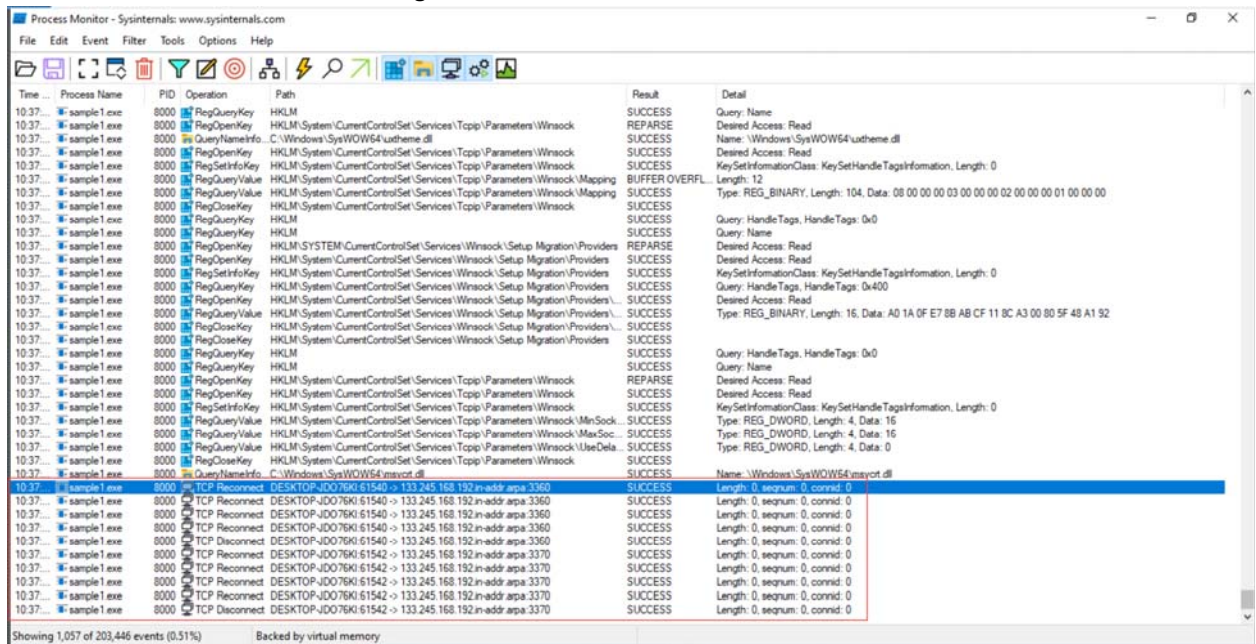 Process Monitor - Sysinternals: www.sysinternals.com
File Edit Event Filter Tools Options Help
Time ... Process Name PID Operation Path Result Detail
10:37:... sample1.exe 8000 RegQueryKey HKLM SUCCESS Query: Name
10:37:... sample1.exe 8000 RegOpenKey HKLM\System\CurrentControlSet\Services\Tcpip\Parameters\Winsock REPARSE Desired Access: Read
10:37:... sample1.exe 8000 QueryNameInfo... C:\Windows\SysWOW64\uxtheme.dll SUCCESS Name: \Windows\SysWOW64\uxtheme.dll
10:37:... sample1.exe 8000 RegOpenKey HKLM\System\CurrentControlSet\Services\Tcpip\Parameters\Winsock SUCCESS Desired Access: Read
10:37:... sample1.exe 8000 RegSetInfoKey HKLM\System\CurrentControlSet\Services\Tcpip\Parameters\Winsock SUCCESS KeySetInformationClass: KeySetHandleTagsInformation, Length: 0
10:37:... sample1.exe 8000 RegQueryValue HKLM\System\CurrentControlSet\Services\Tcpip\Parameters\Winsock\Mapping BUFFER OVERFL... Length: 12
10:37:... sample1.exe 8000 RegQueryValue HKLM\System\CurrentControlSet\Services\Tcpip\Parameters\Winsock\Mapping SUCCESS Type: REG_BINARY, Length: 104, Data: 08 00 00 00 03 00 00 00 02 00 00 00 01 00 00 00
10:37:... sample1.exe 8000 RegCloseKey HKLM\System\CurrentControlSet\Services\Tcpip\Parameters\Winsock SUCCESS
10:37:... sample1.exe 8000 RegQueryKey HKLM SUCCESS Query: HandleTags, HandleTags: 0x0
10:37:... sample1.exe 8000 RegQueryKey HKLM SUCCESS Query: Name
10:37:... sample1.exe 8000 RegOpenKey HKLM\SYSTEM\CurrentControlSet\Services\Winsock\Setup Migration\Providers REPARSE Desired Access: Read
10:37:... sample1.exe 8000 RegOpenKey HKLM\System\CurrentControlSet\Services\Winsock\Setup Migration\Providers SUCCESS Desired Access: Read
10:37:... sample1.exe 8000 RegSetInfoKey HKLM\System\CurrentControlSet\Services\Winsock\Setup Migration\Providers SUCCESS KeySetInformationClass: KeySetHandleTagsInformation, Length: 0
10:37:... sample1.exe 8000 RegQueryKey HKLM\System\CurrentControlSet\Services\Winsock\Setup Migration\Providers SUCCESS Query: HandleTags, HandleTags: 0x400
10:37:... sample1.exe 8000 RegOpenKey HKLM\System\CurrentControlSet\Services\Winsock\Setup Migration\Providers\... SUCCESS Desired Access: Read
10:37:... sample1.exe 8000 RegQueryValue HKLM\System\CurrentControlSet\Services\Winsock\Setup Migration\Providers\... SUCCESS Type: REG_BINARY, Length: 16, Data: A0 1A 0F E7 8B AB CF 11 8C A3 00 80 5F 48 A1 92
10:37:... sample1.exe 8000 RegCloseKey HKLM\System\CurrentControlSet\Services\Winsock\Setup Migration\Providers\... SUCCESS
10:37:... sample1.exe 8000 RegCloseKey HKLM\System\CurrentControlSet\Services\Winsock\Setup Migration\Providers SUCCESS
10:37:... sample1.exe 8000 RegQueryKey HKLM SUCCESS Query: HandleTags, HandleTags: 0x0
10:37:... sample1.exe 8000 RegQueryKey HKLM SUCCESS Query: Name
10:37:... sample1.exe 8000 RegOpenKey HKLM\System\CurrentControlSet\Services\Tcpip\Parameters\Winsock REPARSE Desired Access: Read
10:37:... sample1.exe 8000 RegOpenKey HKLM\System\CurrentControlSet\Services\Tcpip\Parameters\Winsock SUCCESS Desired Access: Read
10:37:... sample1.exe 8000 RegSetInfoKey HKLM\System\CurrentControlSet\Services\Tcpip\Parameters\Winsock SUCCESS KeySetInformationClass: KeySetHandleTagsInformation, Length: 0
10:37:... sample1.exe 8000 RegQueryValue HKLM\System\CurrentControlSet\Services\Tcpip\Parameters\Winsock\MinSock... SUCCESS Type: REG_DWORD, Length: 4, Data: 16
10:37:... sample1.exe 8000 RegQueryValue HKLM\System\CurrentControlSet\Services\Tcpip\Parameters\Winsock\MaxSoc... SUCCESS Type: REG_DWORD, Length: 4, Data: 16
10:37:... sample1.exe 8000 RegQueryValue HKLM\System\CurrentControlSet\Services\Tcpip\Parameters\Winsock\UseDela... SUCCESS Type: REG_DWORD, Length: 4, Data: 0
10:37:... sample1.exe 8000 RegCloseKey HKLM\System\CurrentControlSet\Services\Tcpip\Parameters\Winsock SUCCESS
10:37:... sample1.exe 8000 QueryNameInfo... C:\Windows\SysWOW64\msvcrt.dll SUCCESS Name: \Windows\SysWOW64\msvcrt.dll
10:37:... sample1.exe 8000 TCP Reconnect DESKTOP-JDO76KI:61540 -> 133.245.168.192.in-addr.arpa:3360 SUCCESS Length: 0, seqnum: 0, connid: 0
10:37:... sample1.exe 8000 TCP Reconnect DESKTOP-JDO76KI:61540 -> 133.245.168.192.in-addr.arpa:3360 SUCCESS Length: 0, seqnum: 0, connid: 0
10:37:... sample1.exe 8000 TCP Reconnect DESKTOP-JDO76KI:61540 -> 133.245.168.192.in-addr.arpa:3360 SUCCESS Length: 0, seqnum: 0, connid: 0
10:37:... sample1.exe 8000 TCP Reconnect DESKTOP-JDO76KI:61540 -> 133.245.168.192.in-addr.arpa:3360 SUCCESS Length: 0, seqnum: 0, connid: 0
10:37:... sample1.exe 8000 TCP Disconnect DESKTOP-JDO76KI:61540 -> 133.245.168.192.in-addr.arpa:3360 SUCCESS Length: 0, seqnum: 0, connid: 0
10:37:... sample1.exe 8000 TCP Reconnect DESKTOP-JDO76KI:61542 -> 133.245.168.192.in-addr.arpa:3370 SUCCESS Length: 0, seqnum: 0, connid: 0
10:37:... sample1.exe 8000 TCP Reconnect DESKTOP-JDO76KI:61542 -> 133.245.168.192.in-addr.arpa:3370 SUCCESS Length: 0, seqnum: 0, connid: 0
10:37:... sample1.exe 8000 TCP Reconnect DESKTOP-JDO76KI:61542 -> 133.245.168.192.in-addr.arpa:3370 SUCCESS Length: 0, seqnum: 0, connid: 0
10:37:... sample1.exe 8000 TCP Reconnect DESKTOP-JDO76KI:61542 -> 133.245.168.192.in-addr.arpa:3370 SUCCESS Length: 0, seqnum: 0, connid: 0
10:37:... sample1.exe 8000 TCP Disconnect DESKTOP-JDO76KI:61542 -> 133.245.168.192.in-addr.arpa:3370 SUCCESS Length: 0, seqnum: 0, connid: 0
Showing 1,057 of 203,446 events (0.51%) Backed by virtual memory